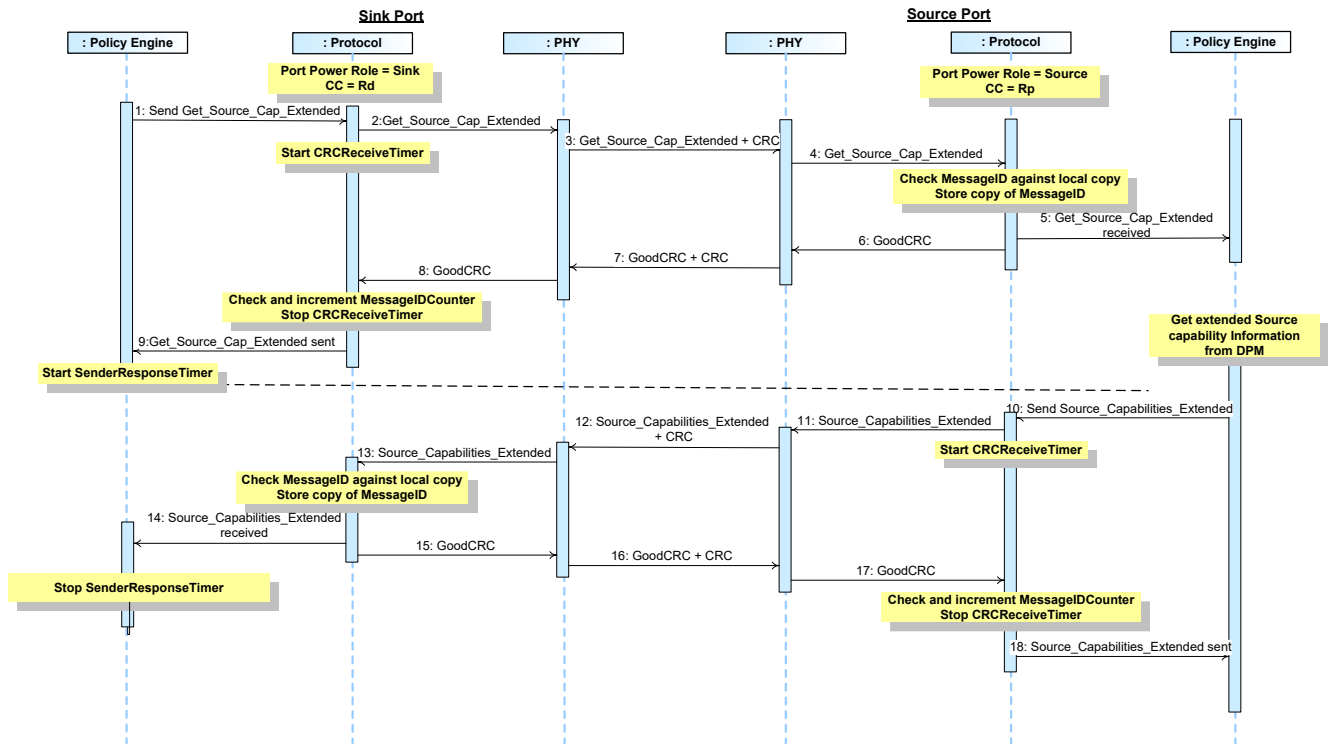 Sink Port
Source Port
: Policy Engine
: Protocol
: PHY
: PHY
: Protocol
: Policy Engine
Port Power Role = Sink
CC = Rd
Port Power Role = Source
CC = Rp
1: Send Get_Source_Cap_Extended
2:Get_Source_Cap_Extended
3: Get_Source_Cap_Extended + CRC
4: Get_Source_Cap_Extended
Start CRCReceiveTimer
Check MessageID against local copy
Store copy of MessageID
5: Get_Source_Cap_Extended
received
6: GoodCRC
7: GoodCRC + CRC
8: GoodCRC
Check and increment MessageIDCounter
Stop CRCReceiveTimer
9:Get_Source_Cap_Extended sent
Start SenderResponseTimer
Get extended Source
capability Information
from DPM
10: Send Source_Capabilities_Extended
11: Source_Capabilities_Extended
12: Source_Capabilities_Extended
+ CRC
Start CRCReceiveTimer
13: Source_Capabilities_Extended
Check MessageID against local copy
Store copy of MessageID
14: Source_Capabilities_Extended
received
15: GoodCRC
16: GoodCRC + CRC
17: GoodCRC
Stop SenderResponseTimer
Check and increment MessageIDCounter
Stop CRCReceiveTimer
18: Source_Capabilities_Extended sent